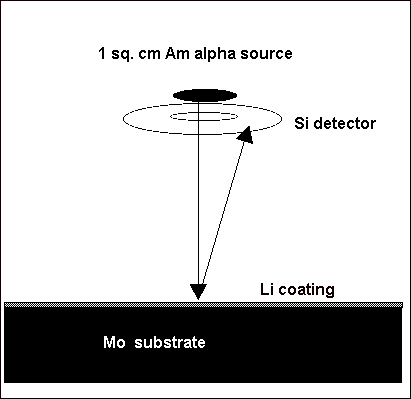 1 sq. cm Am alpha source
Si detector
Li coating
Mo substrate